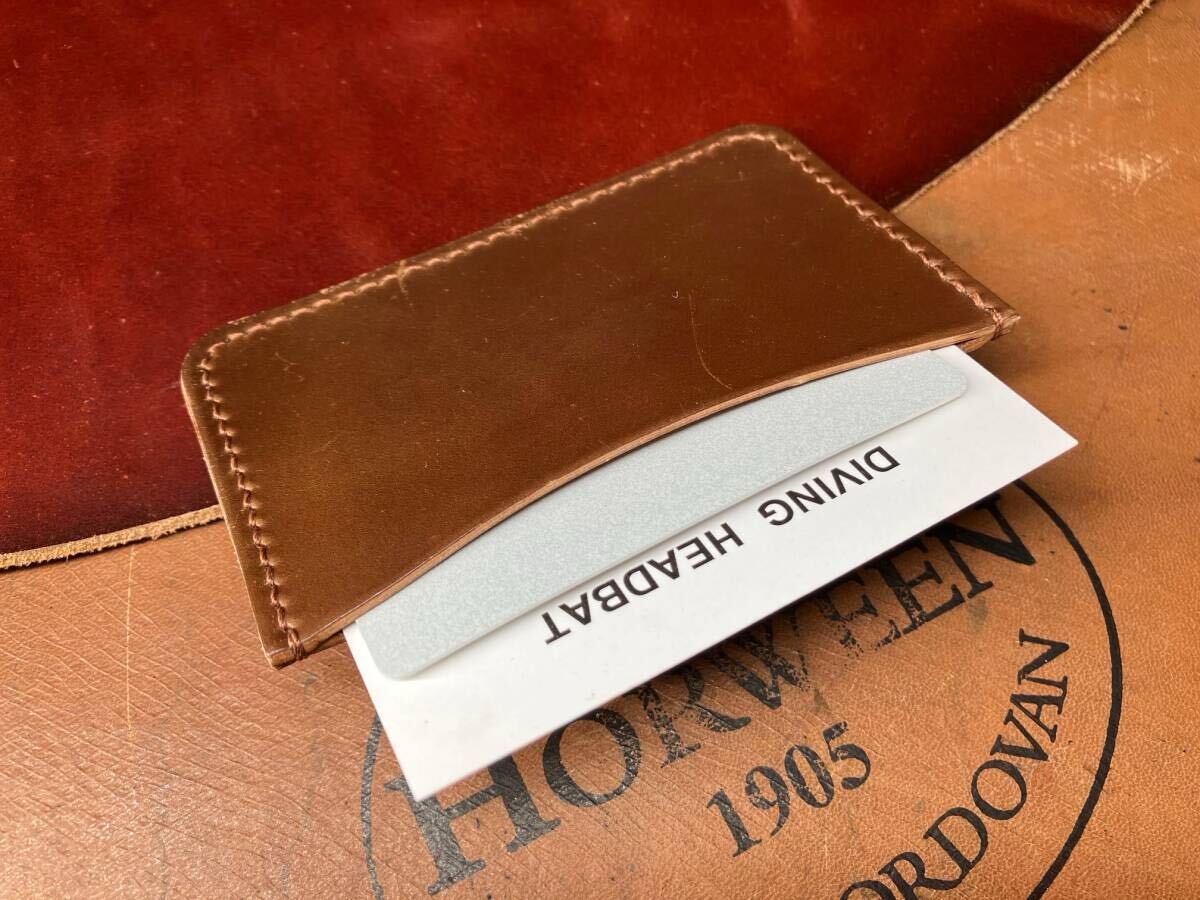 DIVING HEADBAT
HORWEEN
1905
CORDOVAN